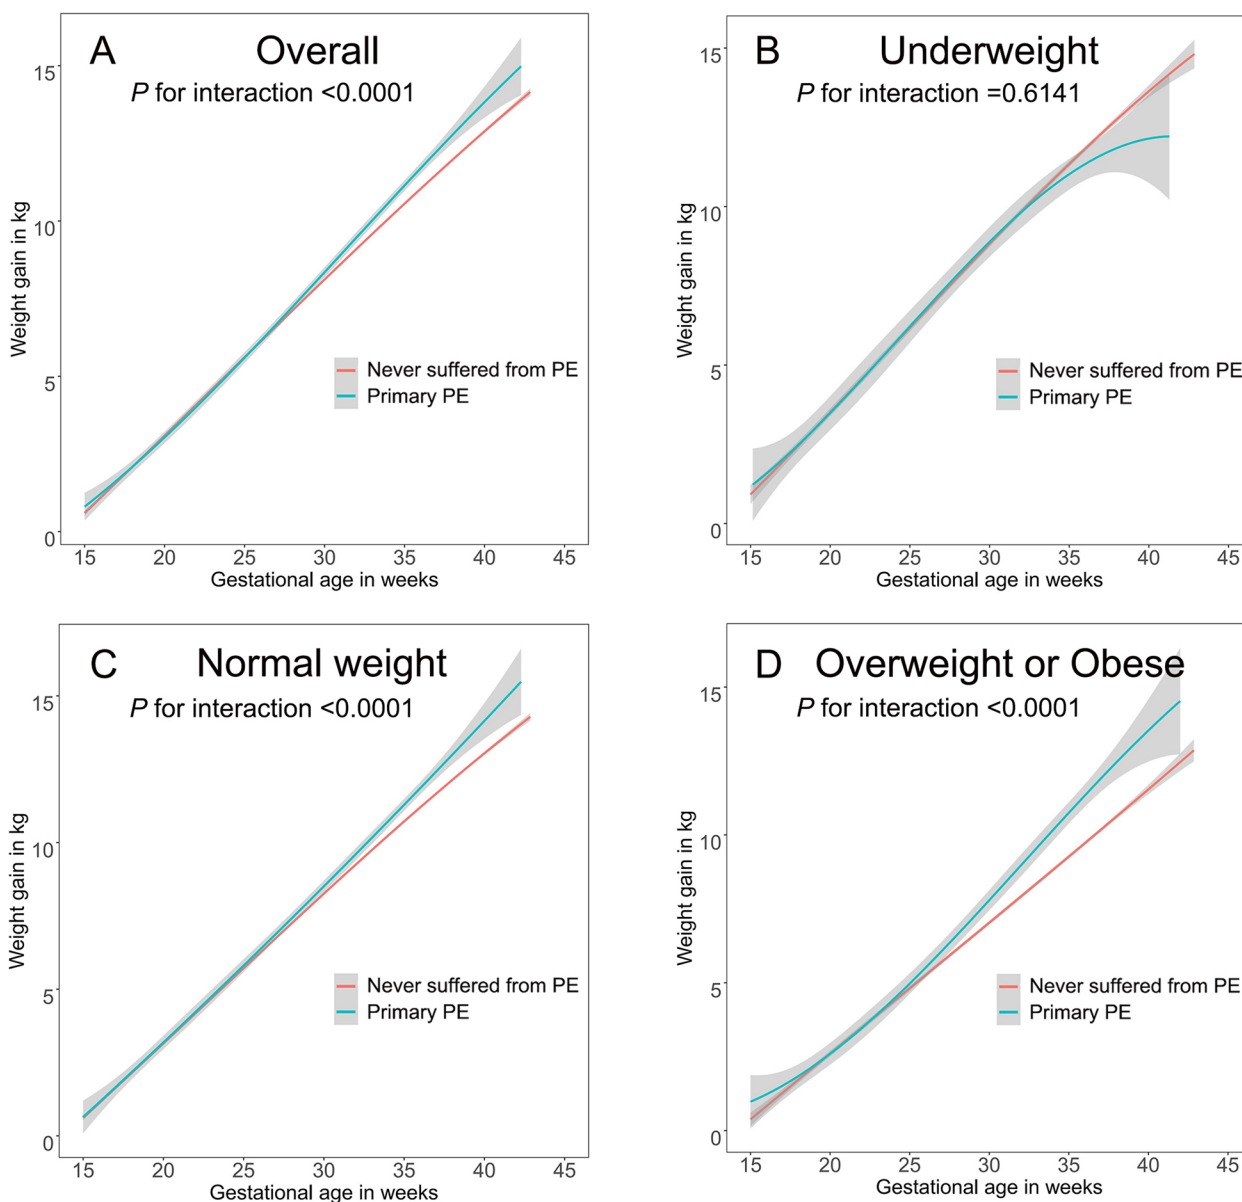 A Overall
P for interaction <0.0001
15
10
5
0
Weight gain in kg
Never suffered from PE
Primary PE
15 20 25 30 35 40 45
Gestational age in weeks
B Underweight
P for interaction =0.6141
15
10
5
0
Weight gain in kg
Never suffered from PE
Primary PE
15 20 25 30 35 40 45
Gestational age in weeks
C Normal weight
P for interaction <0.0001
15
10
5
0
Weight gain in kg
Never suffered from PE
Primary PE
15 20 25 30 35 40 45
Gestational age in weeks
D Overweight or Obese
P for interaction <0.0001
15
10
5
0
Weight gain in kg
Never suffered from PE
Primary PE
15 20 25 30 35 40 45
Gestational age in weeks